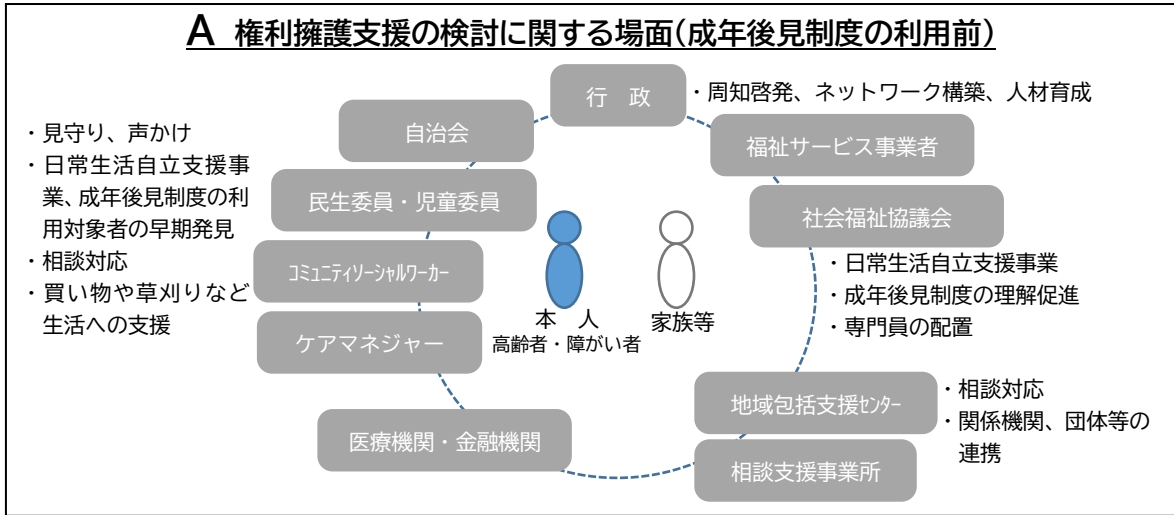 A 権利擁護支援の検討に関する場面(成年後見制度の利用前)
行　政
・周知啓発、ネットワーク構築、人材育成
自治会
福祉サービス事業者
・見守り、声かけ
・日常生活自立支援事
業、成年後見制度の利
用対象者の早期発見
・相談対応
・買い物や草刈りなど
生活への支援
民生委員・児童委員
社会福祉協議会
コミュニティソーシャルワーカー
・日常生活自立支援事業
・成年後見制度の理解促進
・専門員の配置
本　人
高齢者・障がい者
家族等
ケアマネジャー
地域包括支援センター
・相談対応
・関係機関、団体等の
連携
医療機関・金融機関
相談支援事業所